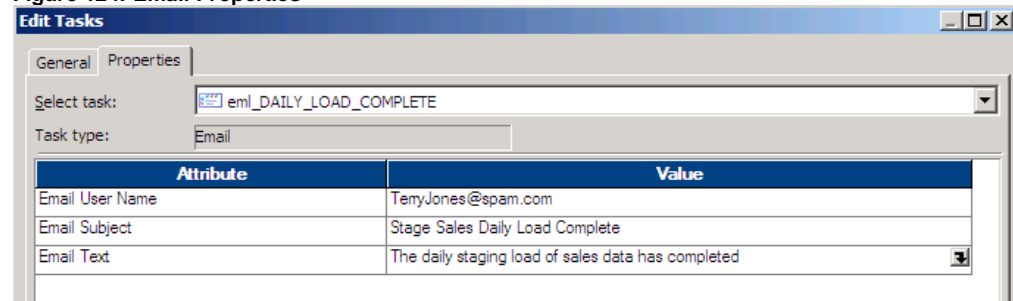 Edit Tasks
General Properties
Select task: eml_DAILY_LOAD_COMPLETE
Task type: Email
Attribute Value
Email User Name TerryJones@spam.com
Email Subject Stage Sales Daily Load Complete
Email Text The daily staging load of sales data has completed